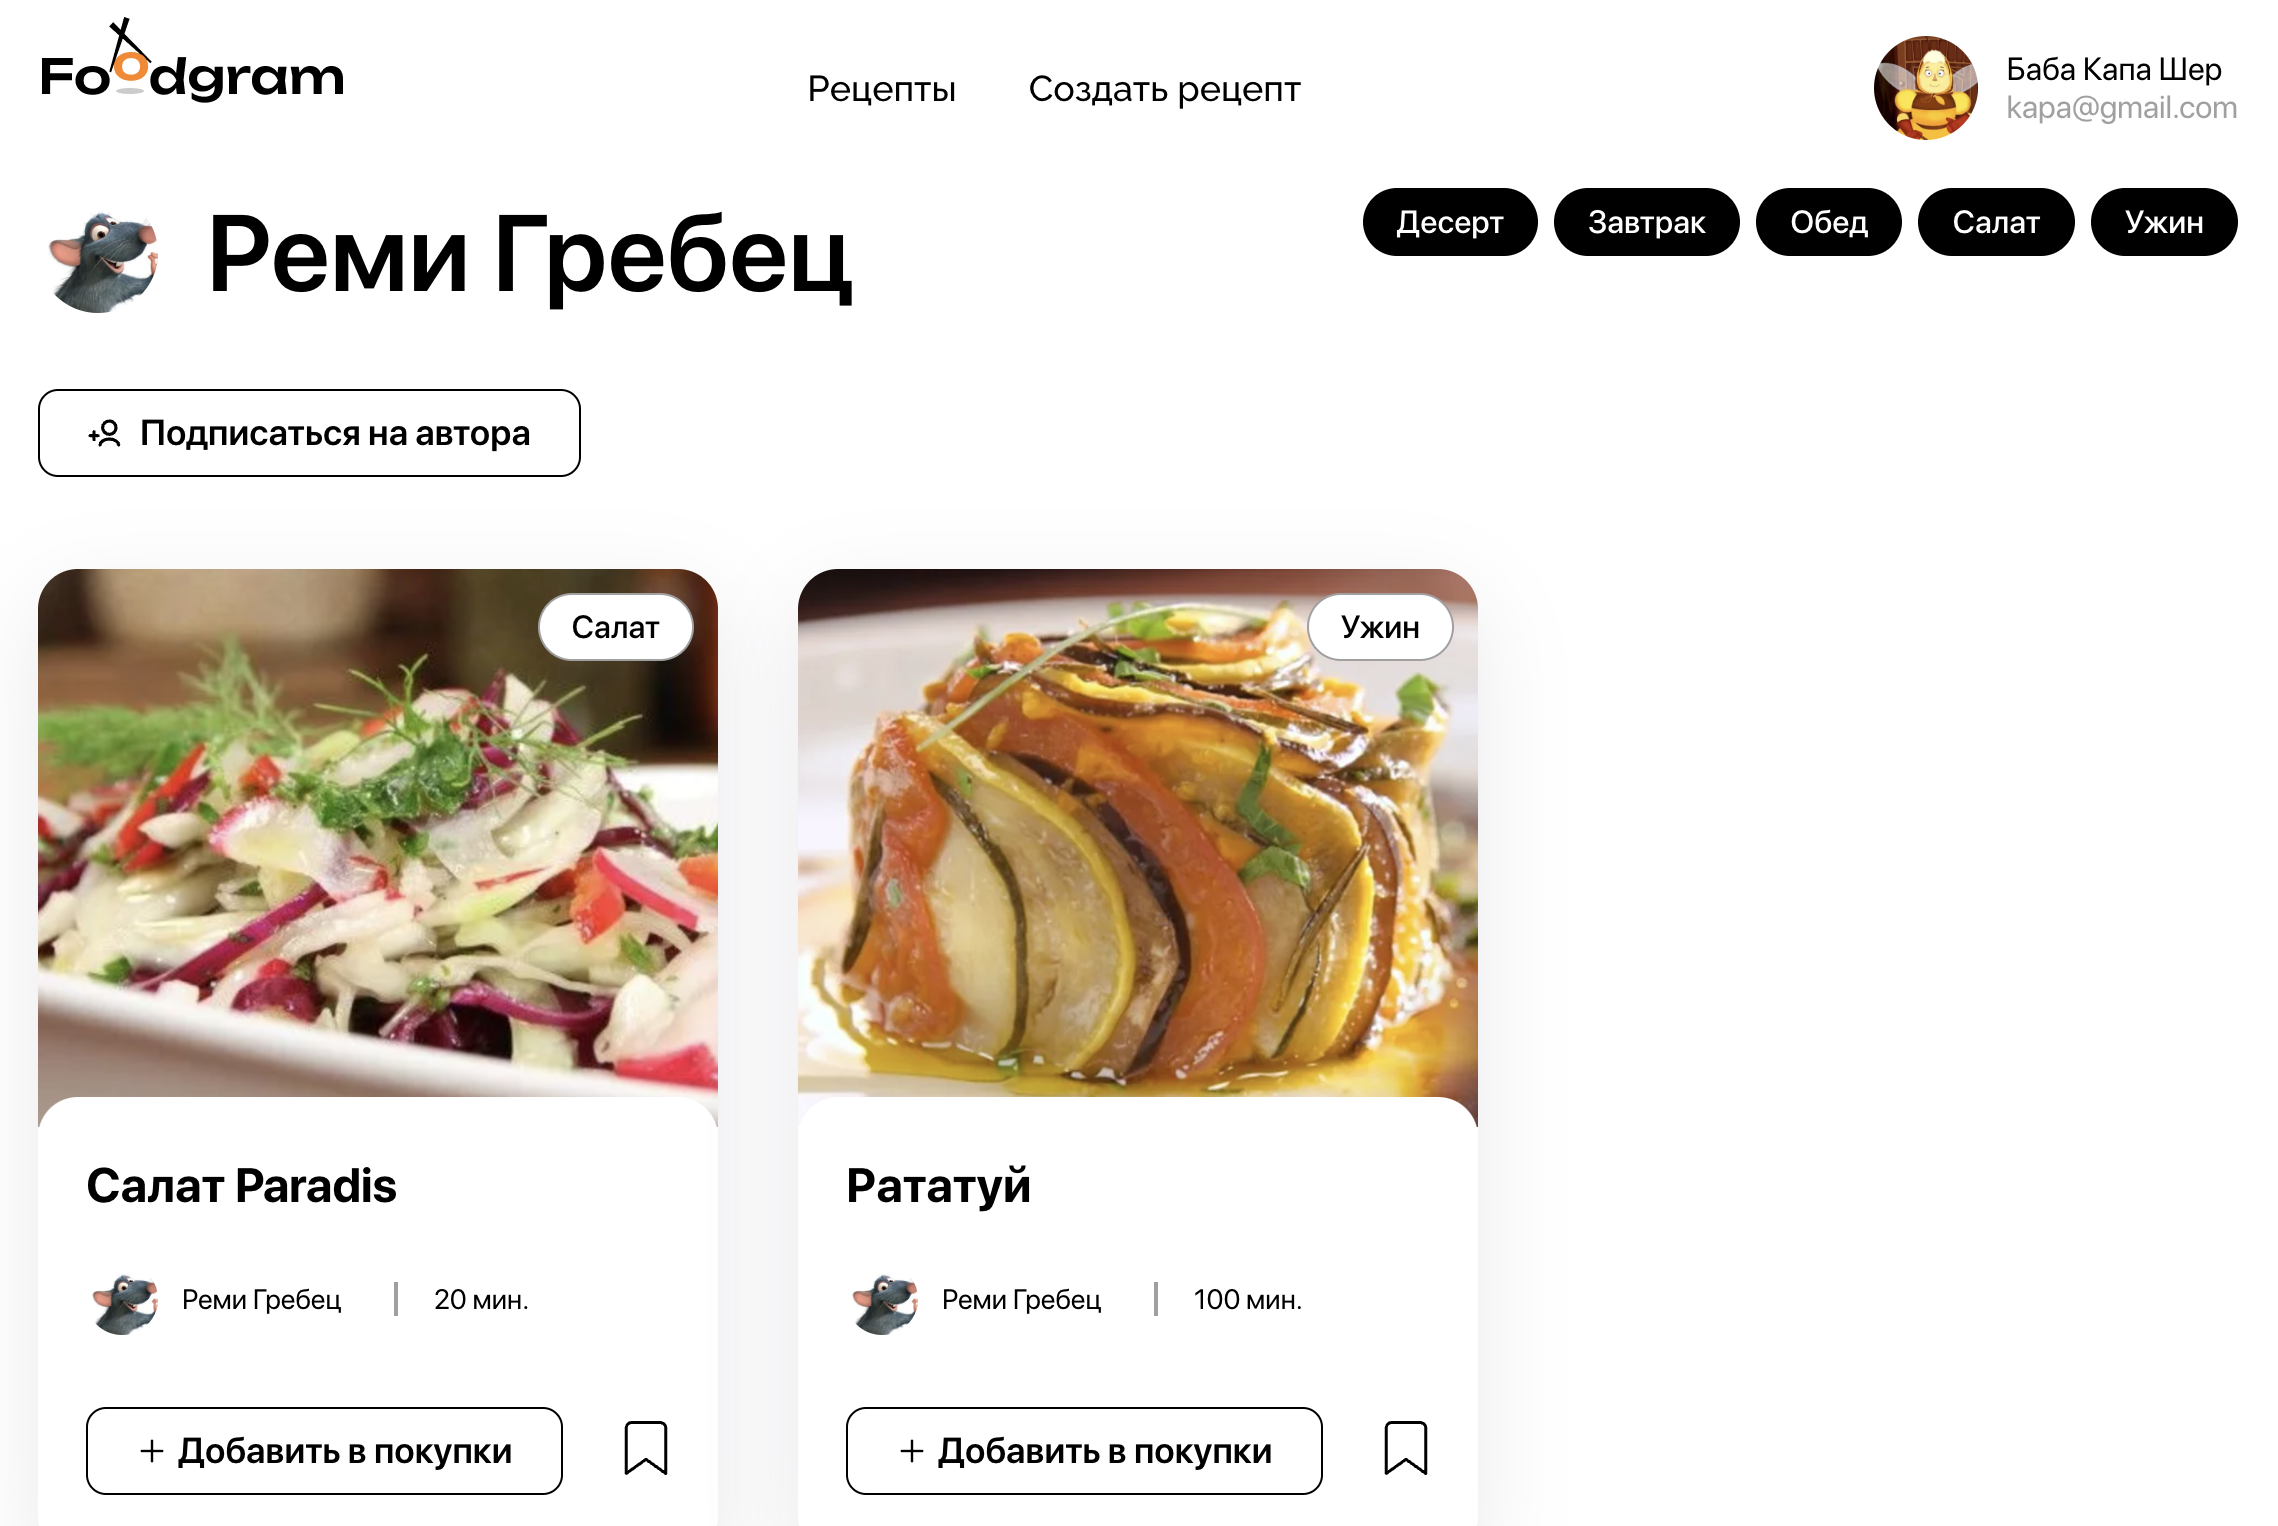 Foodgram
Рецепты
Создать рецепт
Баба Капа Шер
kapa@gmail.com
Реми Гребец
Десерт
Завтрак
Обед
Салат
Ужин
Подписаться на автора
Салат
Ужин
Салат Paradis
Реми Гребец
20 мин.
+ Добавить в покупки
Рататуй
Реми Гребец
100 мин.
+ Добавить в покупки